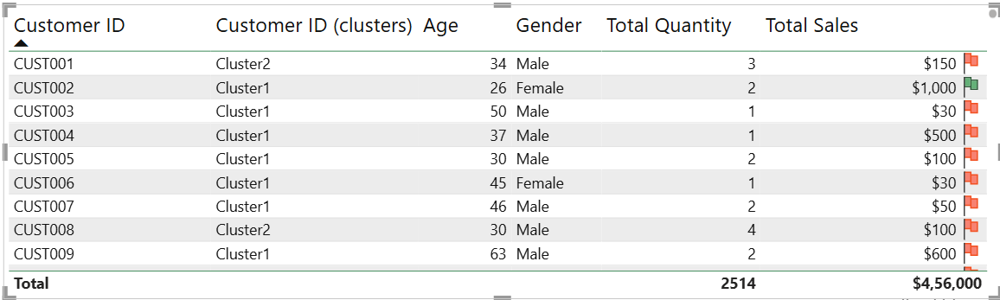 Customer ID Customer ID (clusters) Age Gender Total Quantity Total Sales
CUST001 Cluster2 34 Male 3 $150
CUST002 Cluster1 26 Female 2 $1,000
CUST003 Cluster1 50 Male 1 $30
CUST004 Cluster1 37 Male 1 $500
CUST005 Cluster1 30 Male 2 $100
CUST006 Cluster1 45 Female 1 $30
CUST007 Cluster1 46 Male 2 $50
CUST008 Cluster2 30 Male 4 $100
CUST009 Cluster1 63 Male 2 $600
Total 2514 $4,56,000